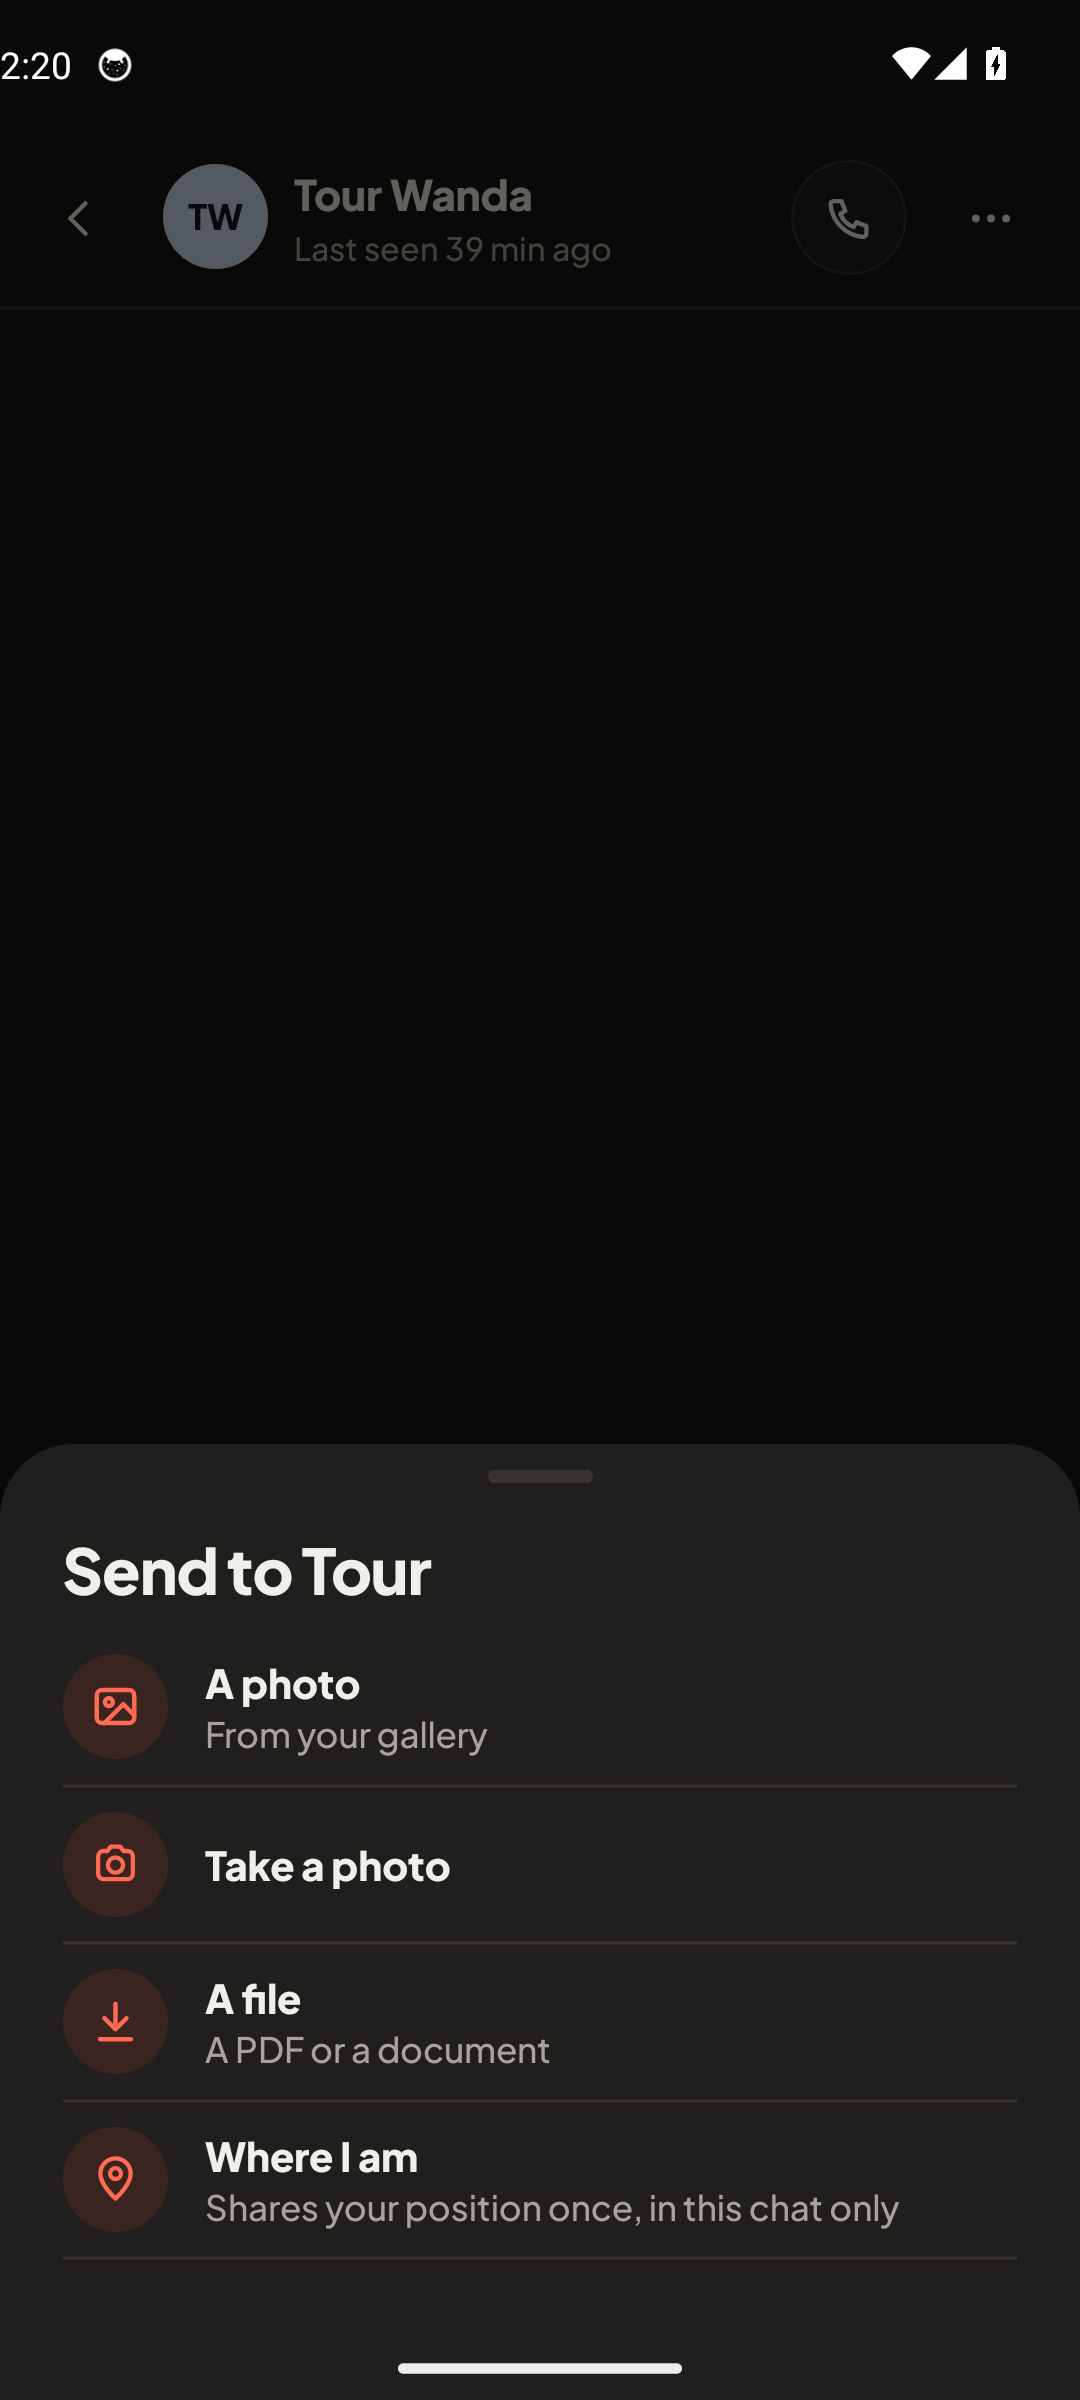 2:20
TW
Tour Wanda
Last seen 39 min ago
Send to Tour
A photo
From your gallery
Take a photo
A file
A PDF or a document
Where I am
Shares your position once, in this chat only